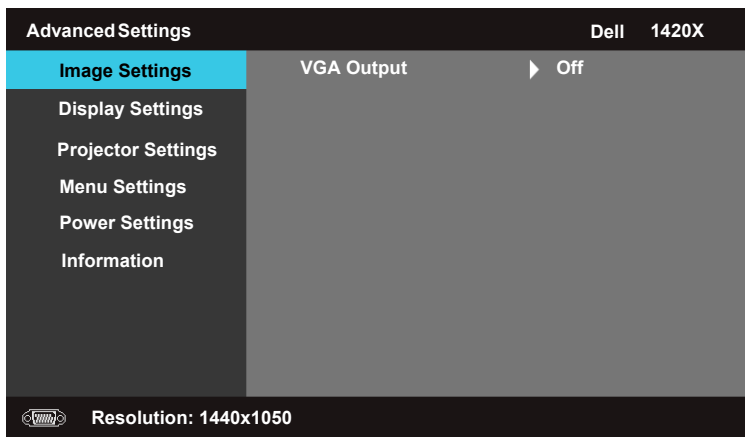 Advanced Settings Dell 1420X
Image Settings VGA Output Off
Display Settings
Projector Settings
Menu Settings
Power Settings
Information
Resolution: 1440x1050